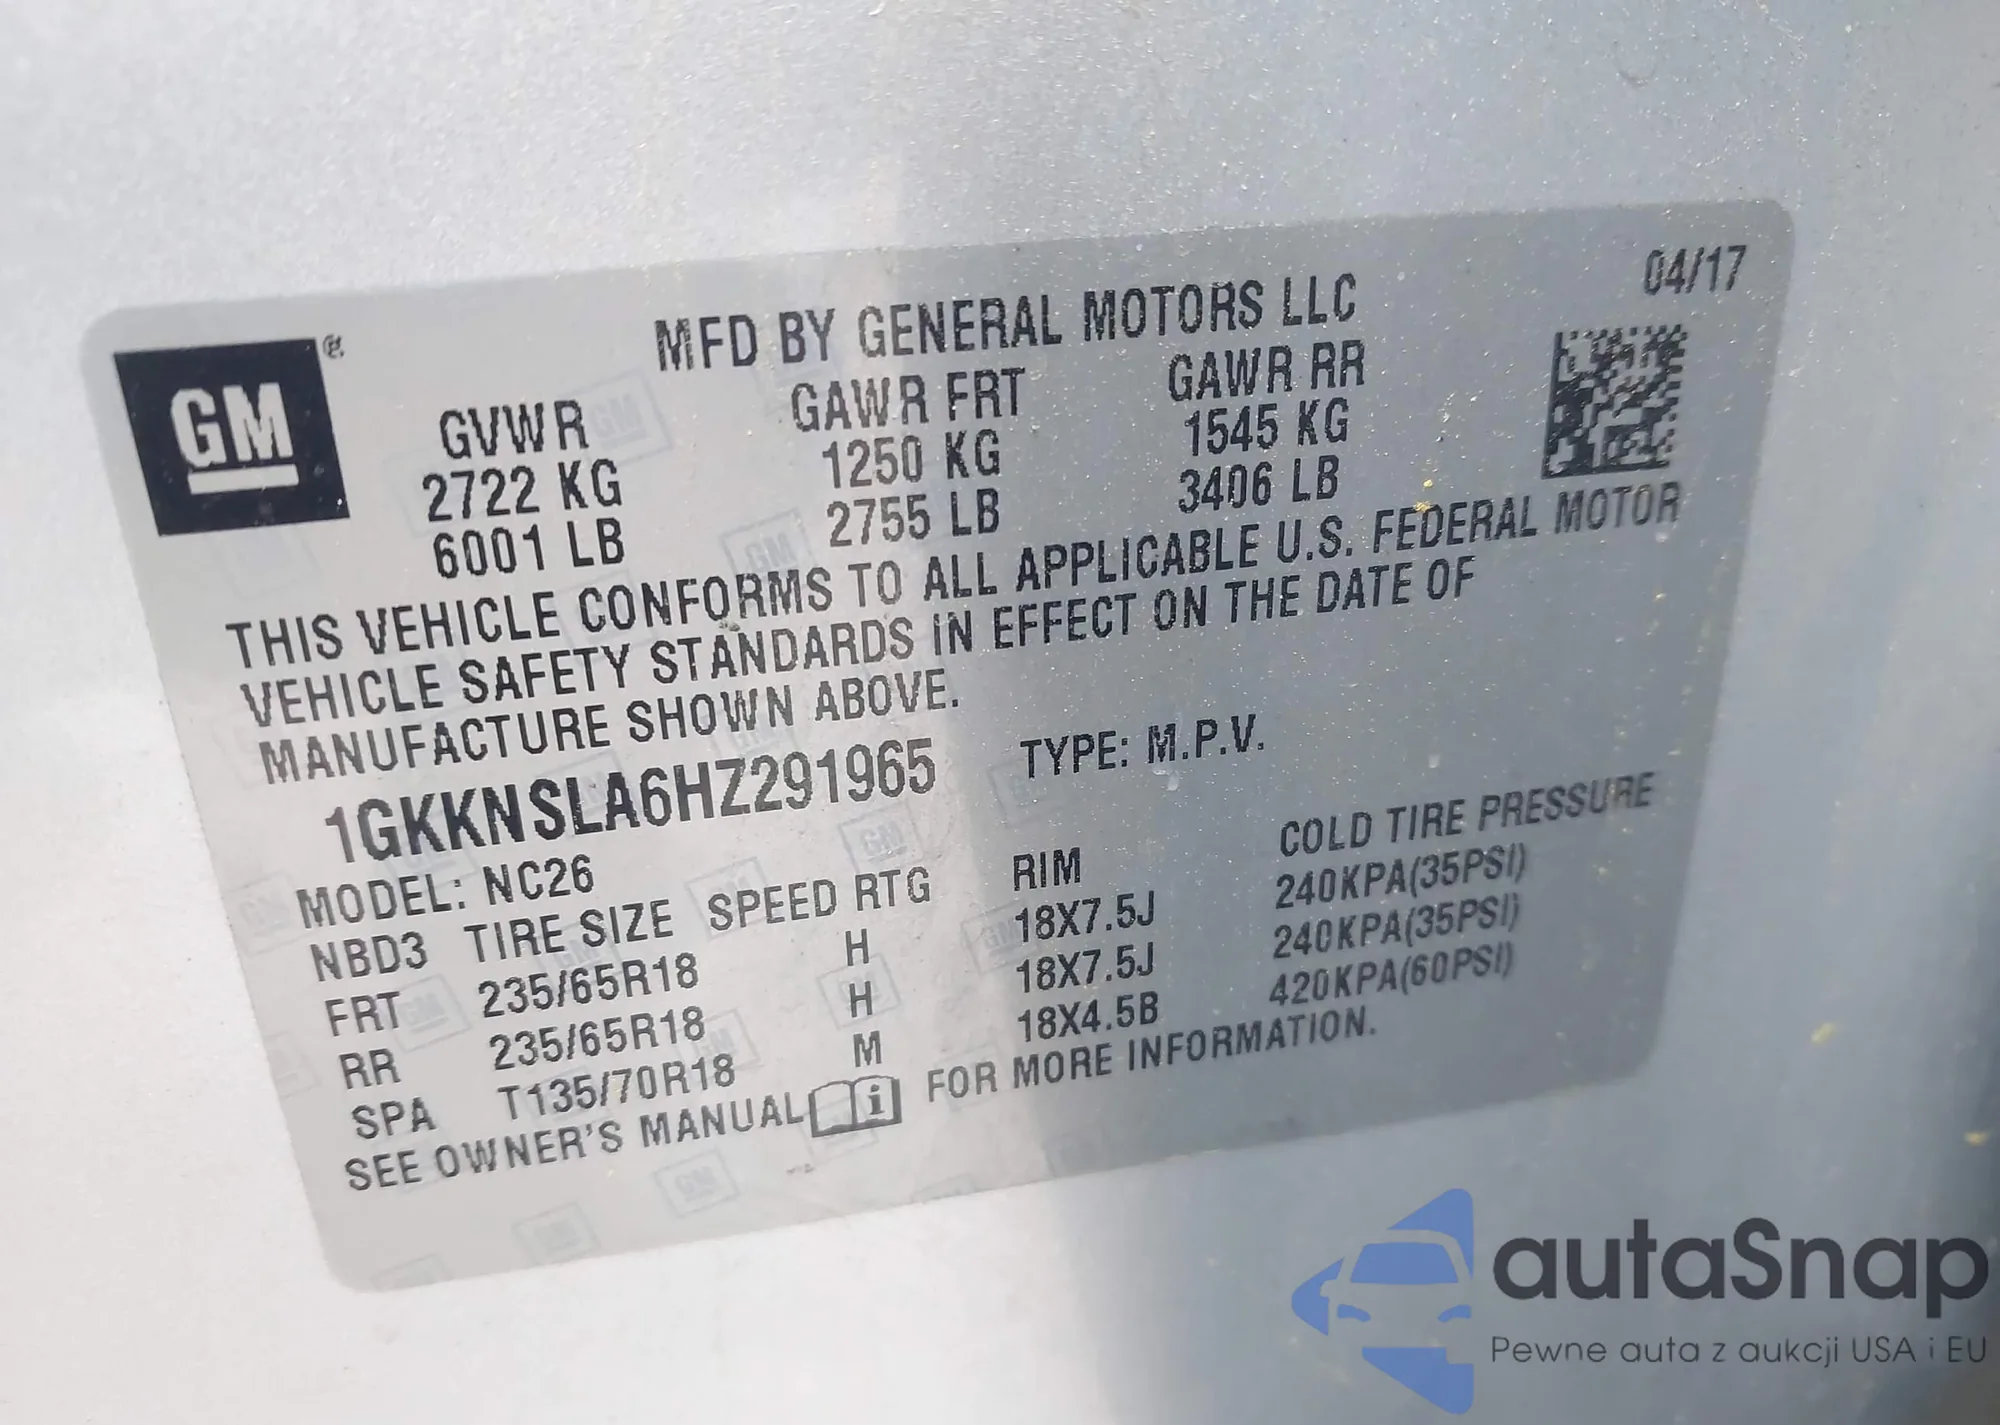 04/17
MFD BY GENERAL MOTORS LLC
GM®
GVWR GAWR FRT GAWR RR
2722 KG 1250 KG 1545 KG
6001 LB 2755 LB 3406 LB
THIS VEHICLE CONFORMS TO ALL APPLICABLE U.S. FEDERAL MOTOR
VEHICLE SAFETY STANDARDS IN EFFECT ON THE DATE OF
MANUFACTURE SHOWN ABOVE.
1GKKNSLA6HZ291965 TYPE: M.P.V.
MODEL: NC26
NBD3 TIRE SIZE SPEED RTG RIM COLD TIRE PRESSURE
FRT 235/65R18 H 18X7.5J 240KPA(35PSI)
RR 235/65R18 H 18X7.5J 240KPA(35PSI)
SPA T135/70R18 M 18X4.5B 420KPA(60PSI)
SEE OWNER'S MANUAL i FOR MORE INFORMATION.
autaSnap
Pewne auta z aukcji USA i EU